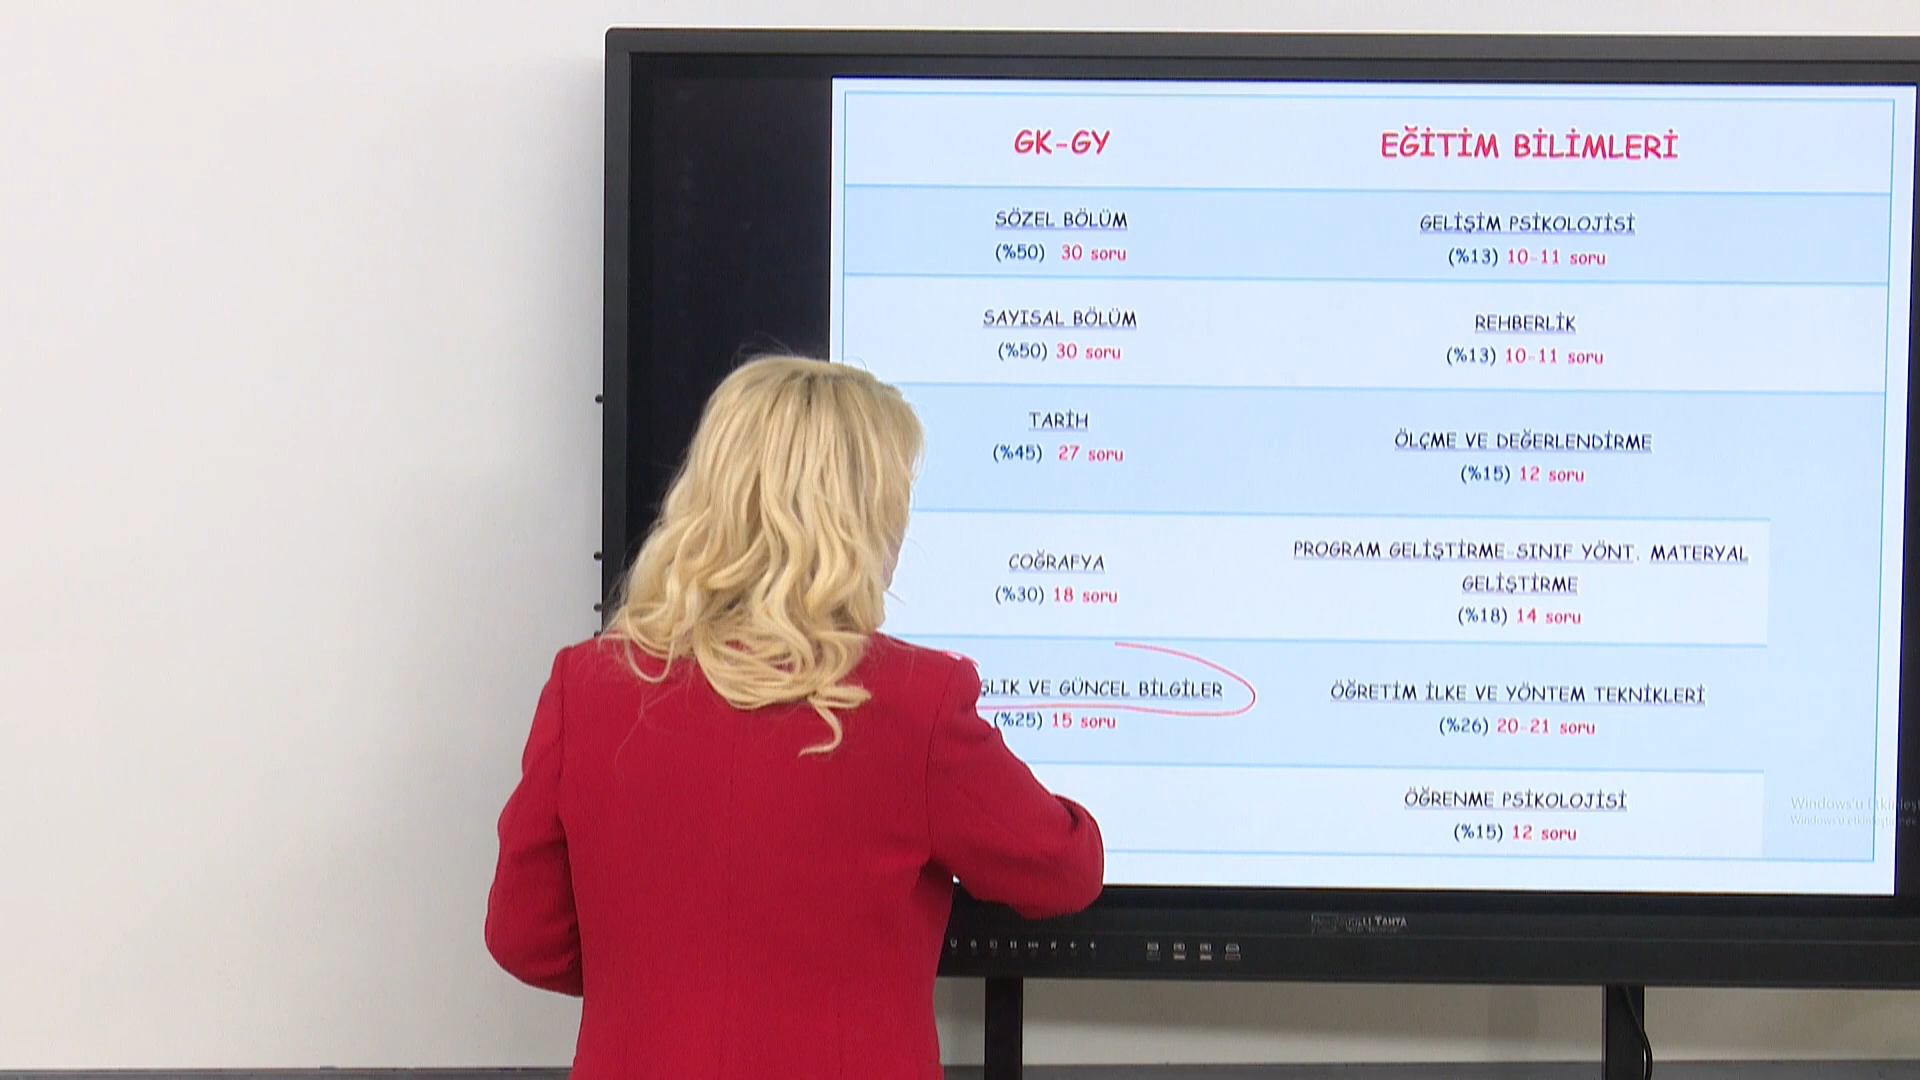 GK-GY
EĞİTİM BİLİMLERİ
SÖZEL BÖLÜM
(%50) 30 soru
GELİŞİM PSİKOLOJİSİ
(%13) 10-11 soru
SAYISAL BÖLÜM
(%50) 30 soru
REHBERLİK
(%13) 10-11 soru
TARİH
(%45) 27 soru
ÖLÇME VE DEĞERLENDİRME
(%15) 12 soru
COĞRAFYA
(%30) 18 soru
PROGRAM GELİŞTİRME-SINIF YÖNT. MATERYAL
GELİŞTİRME
(%18) 14 soru
VE GÜNCEL BİLGİLER
(%25) 15 soru
ÖĞRETİM İLKE VE YÖNTEM TEKNİKLERİ
(%26) 20-21 soru
ÖĞRENME PSİKOLOJİSİ
(%15) 12 soru
Windows'u
TAHTA